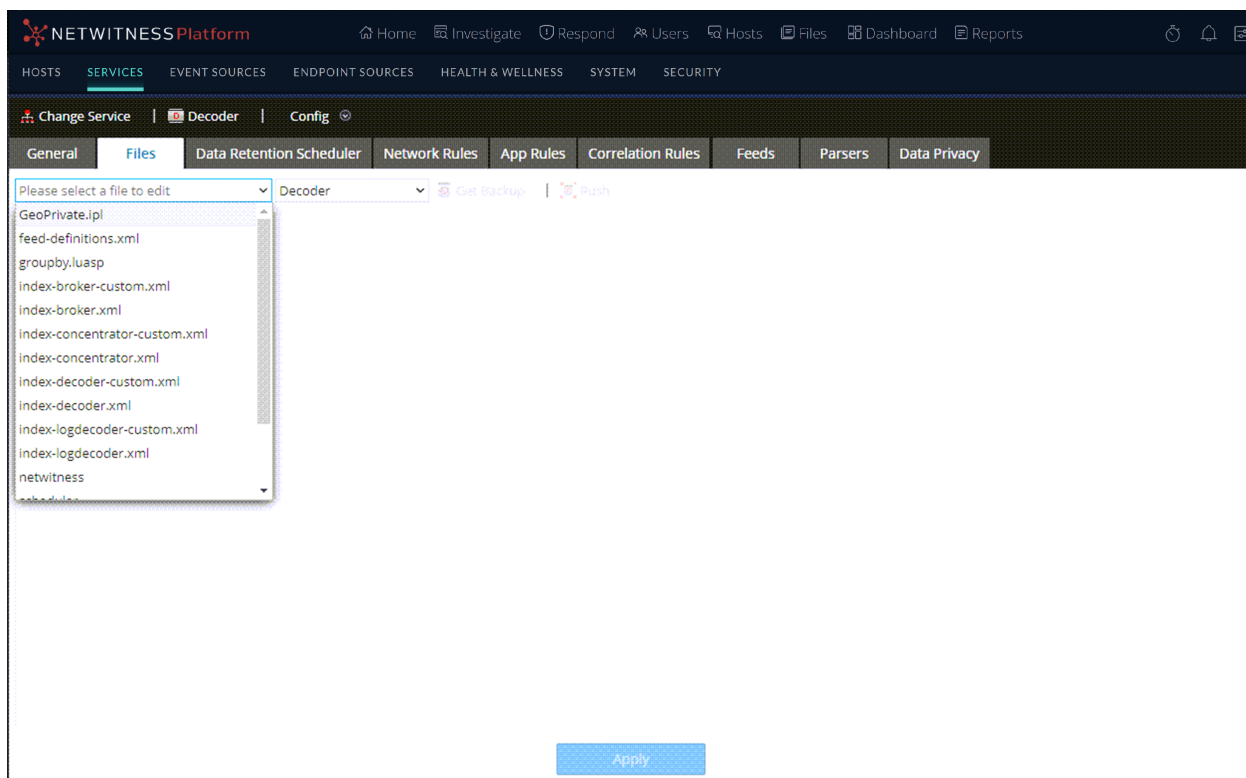 NETWITNESS Platform Home Investigate Respond Users Hosts Files Dashboard Reports
HOSTS SERVICES EVENT SOURCES ENDPOINT SOURCES HEALTH & WELLNESS SYSTEM SECURITY
Change Service | Decoder | Config
General Files Data Retention Scheduler Network Rules App Rules Correlation Rules Feeds Parsers Data Privacy
Please select a file to edit Decoder Get Backup | Push
GeoPrivate.ipl
feed-definitions.xml
groupby.luasp
index-broker-custom.xml
index-broker.xml
index-concentrator-custom.xml
index-concentrator.xml
index-decoder-custom.xml
index-decoder.xml
index-logdecoder-custom.xml
index-logdecoder.xml
netwitness
scheduler
Apply